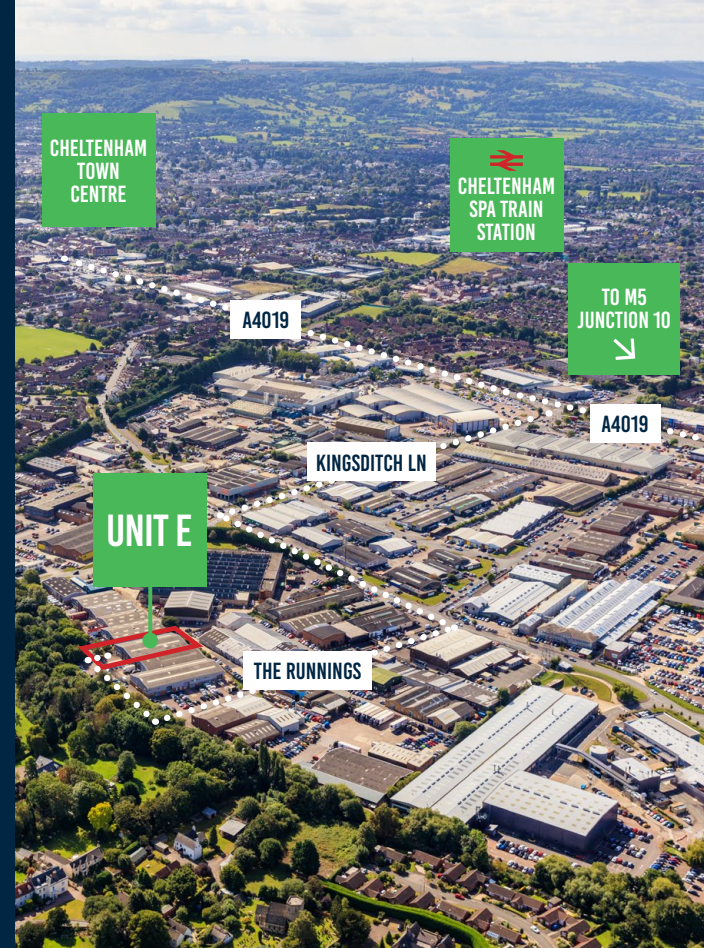 CHELTENHAM
TOWN
CENTRE
CHELTENHAM
SPA TRAIN
STATION
TO M5
JUNCTION 10
A4019
A4019
KINGSDITCH LN
UNIT E
THE RUNNINGS